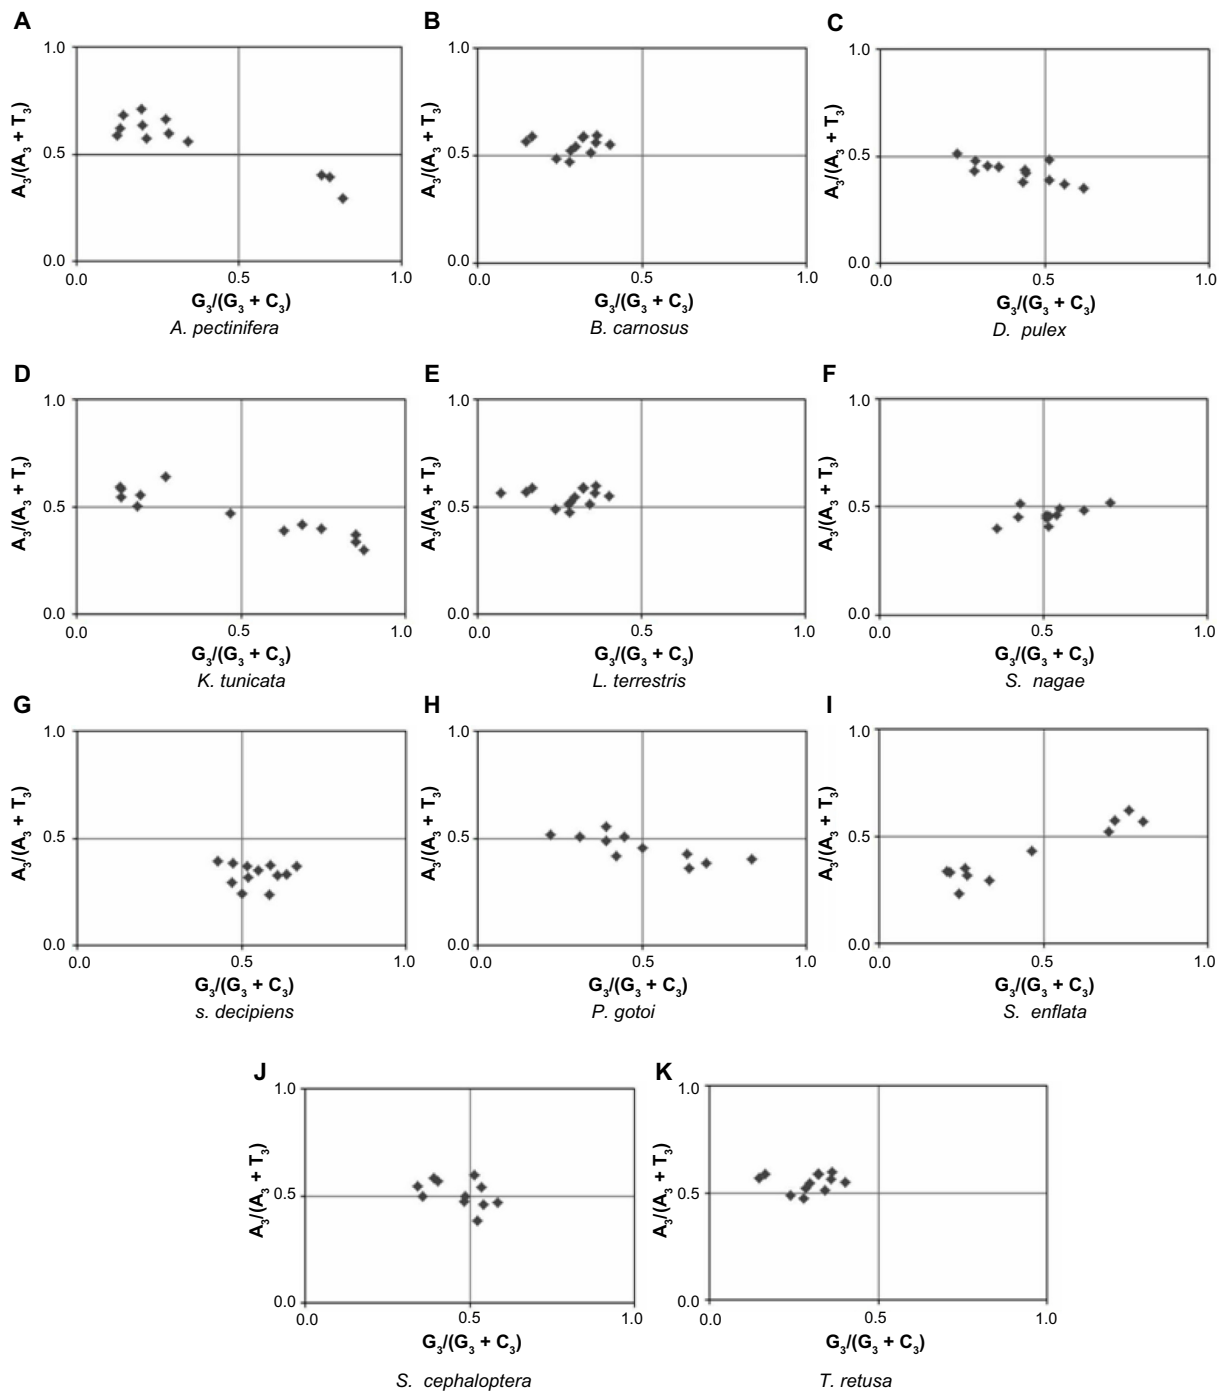 A
1.0
0.5
0.0
A₃/(A₃ + T₃)
0.0 0.5 1.0
G₃/(G₃ + C₃)
A. pectinifera
B
1.0
0.5
0.0
A₃/(A₃ + T₃)
0.0 0.5 1.0
G₃/(G₃ + C₃)
B. carnosus
C
1.0
0.5
0.0
A₃/(A₃ + T₃)
0.0 0.5 1.0
G₃/(G₃ + C₃)
D. pulex
D
1.0
0.5
0.0
A₃/(A₃ + T₃)
0.0 0.5 1.0
G₃/(G₃ + C₃)
K. tunicata
E
1.0
0.5
0.0
A₃/(A₃ + T₃)
0.0 0.5 1.0
G₃/(G₃ + C₃)
L. terrestris
F
1.0
0.5
0.0
A₃/(A₃ + T₃)
0.0 0.5 1.0
G₃/(G₃ + C₃)
S. nagae
G
1.0
0.5
0.0
A₃/(A₃ + T₃)
0.0 0.5 1.0
G₃/(G₃ + C₃)
s. decipiens
H
1.0
0.5
0.0
A₃/(A₃ + T₃)
0.0 0.5 1.0
G₃/(G₃ + C₃)
P. gotoi
I
1.0
0.5
0.0
A₃/(A₃ + T₃)
0.0 0.5 1.0
G₃/(G₃ + C₃)
S. enflata
J
1.0
0.5
0.0
A₃/(A₃ + T₃)
0.0 0.5 1.0
G₃/(G₃ + C₃)
S. cephaloptera
K
1.0
0.5
0.0
A₃/(A₃ + T₃)
0.0 0.5 1.0
G₃/(G₃ + C₃)
T. retusa